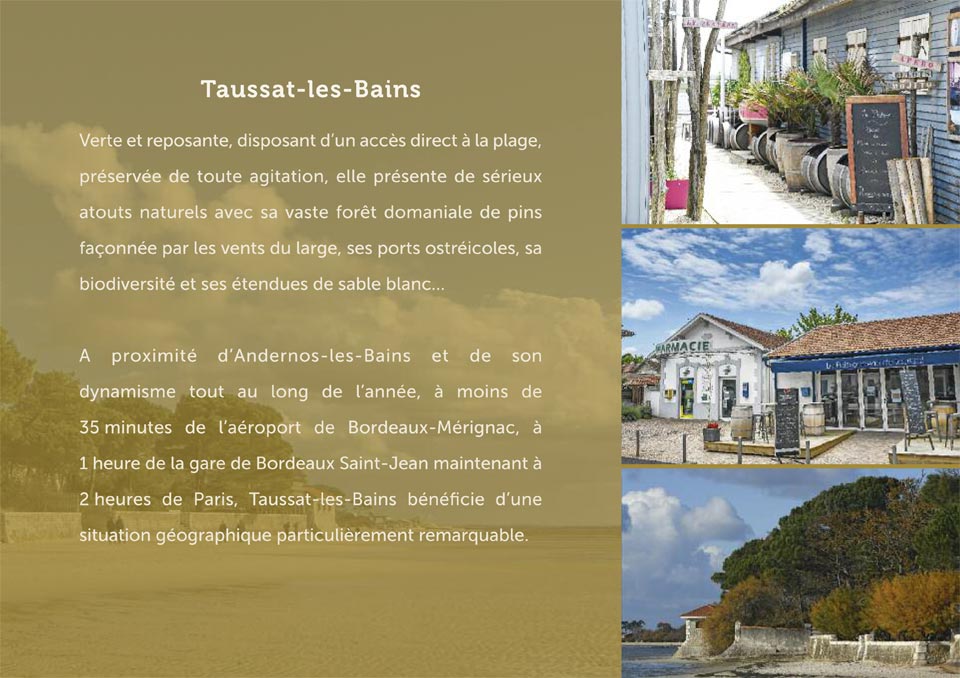 Taussat-les-Bains
Verte et reposante, disposant d’un accès direct à la plage,
préservée de toute agitation, elle présente de sérieux
atouts naturels avec sa vaste forêt domaniale de pins
façonnée par les vents du large, ses ports ostréicoles, sa
biodiversité et ses étendues de sable blanc...
A proximité d’Andernos-les-Bains et de son
dynamisme tout au long de l’année, à moins de
35 minutes de l’aéroport de Bordeaux-Mérignac, à
1 heure de la gare de Bordeaux Saint-Jean maintenant à
2 heures de Paris, Taussat-les-Bains bénéficie d’une
situation géographique particulièrement remarquable.
APERO
PHARMACIE